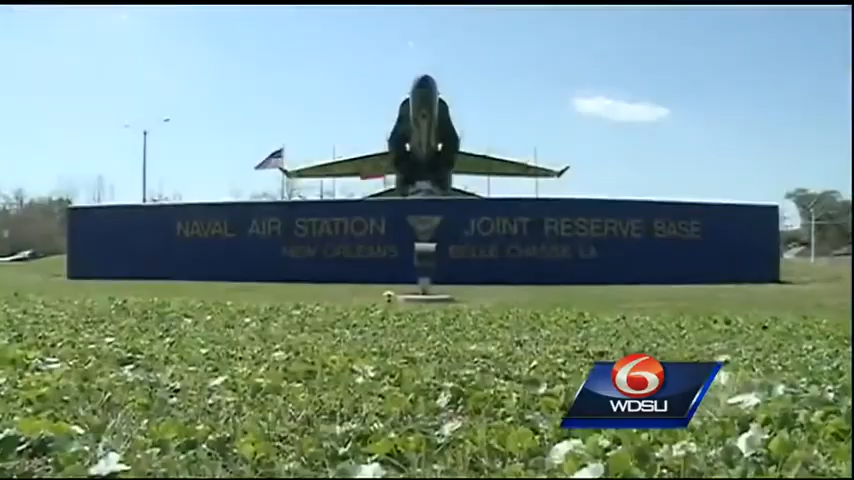 NAVAL AIR STATION JOINT RESERVE BASE
NEW ORLEANS BELLE CHASSE LA
6
WDSU